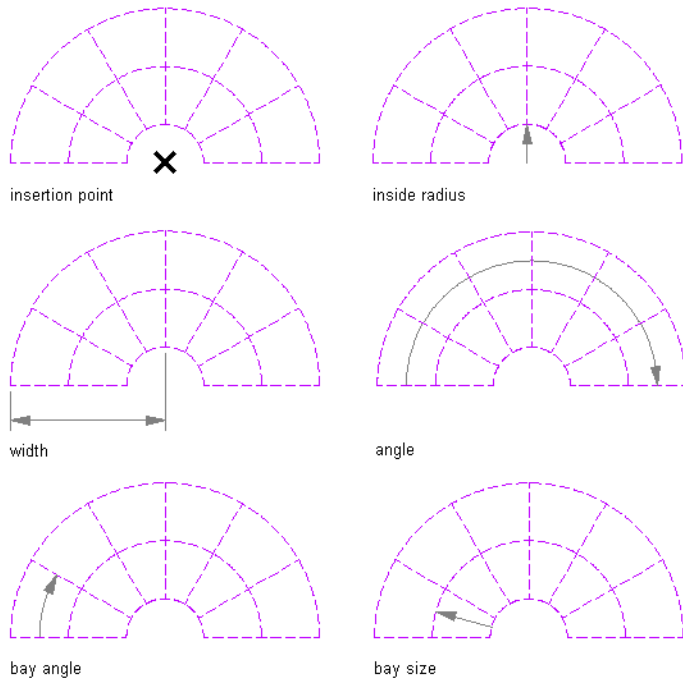 insertion point
inside radius
width
angle
bay angle
bay size